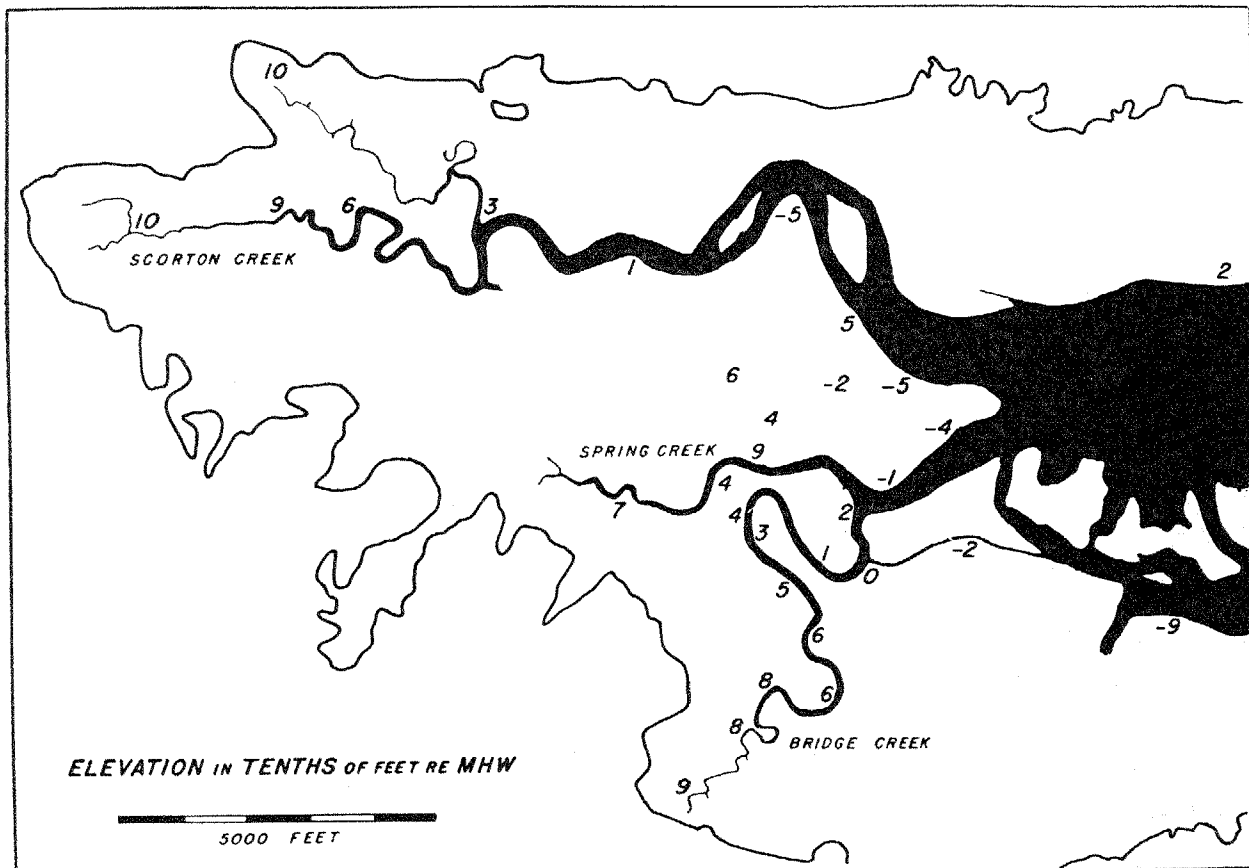 10
9 6 3 -5
10
SCORTON CREEK
1 2
5
6 -2 -5
4 -4
SPRING CREEK 9
4 -1
7 4 2
3 1 -2
5 0
6 -9
8 6
8 BRIDGE CREEK
9
ELEVATION IN TENTHS OF FEET RE MHW
5000 FEET